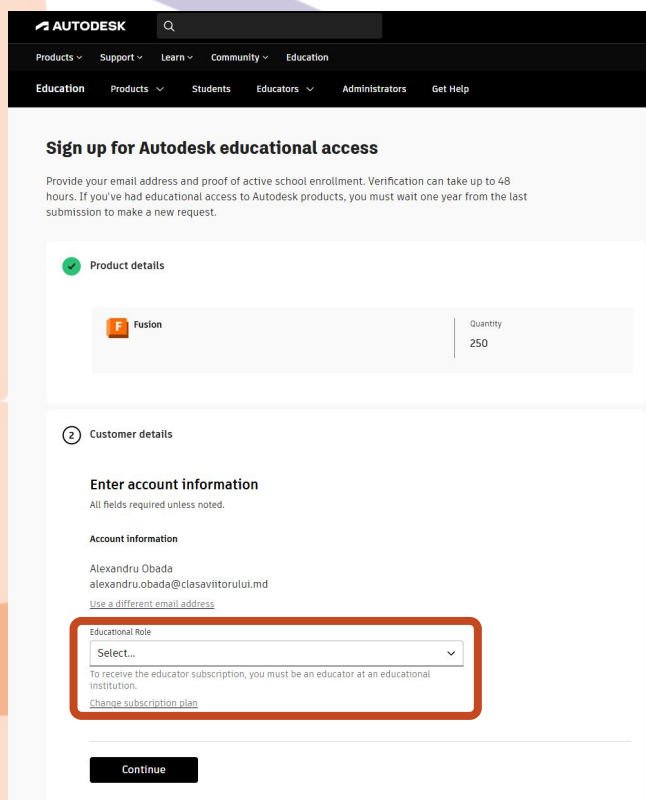 AUTODESK
Products Support Learn Community Education
Education Products Students Educators Administrators Get Help
Sign up for Autodesk educational access
Provide your email address and proof of active school enrollment. Verification can take up to 48
hours. If you've had educational access to Autodesk products, you must wait one year from the last
submission to make a new request.
Product details
F Fusion
Quantity
250
2 Customer details
Enter account information
All fields required unless noted.
Account information
Alexandru Obada
alexandru.obada@clasaviitorului.md
Use a different email address
Educational Role
Select...
To receive the educator subscription, you must be an educator at an educational
institution.
Change subscription plan
Continue